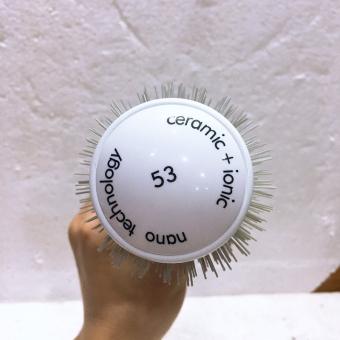 ceramic + ionic
nano technology
53